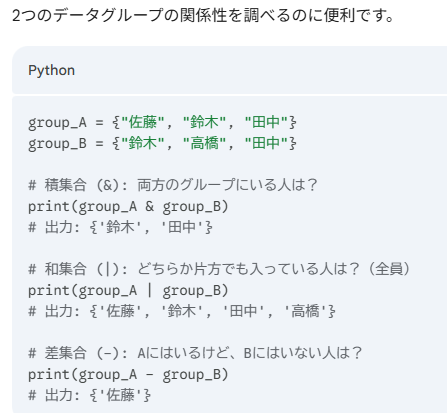 2つのデータグループの関係性を調べるのに便利です。
Python
group_A = {"佐藤", "鈴木", "田中"}
group_B = {"鈴木", "高橋", "田中"}
# 積集合 (&): 両方のグループにいる人は？
print(group_A & group_B)
# 出力: {'鈴木', '田中'}
# 和集合 (|): どちらか片方でも入っている人は？（全員）
print(group_A | group_B)
# 出力: {'佐藤', '鈴木', '田中', '高橋'}
# 差集合 (-): Aにはいるけど、Bにはいない人は？
print(group_A - group_B)
# 出力: {'佐藤'}